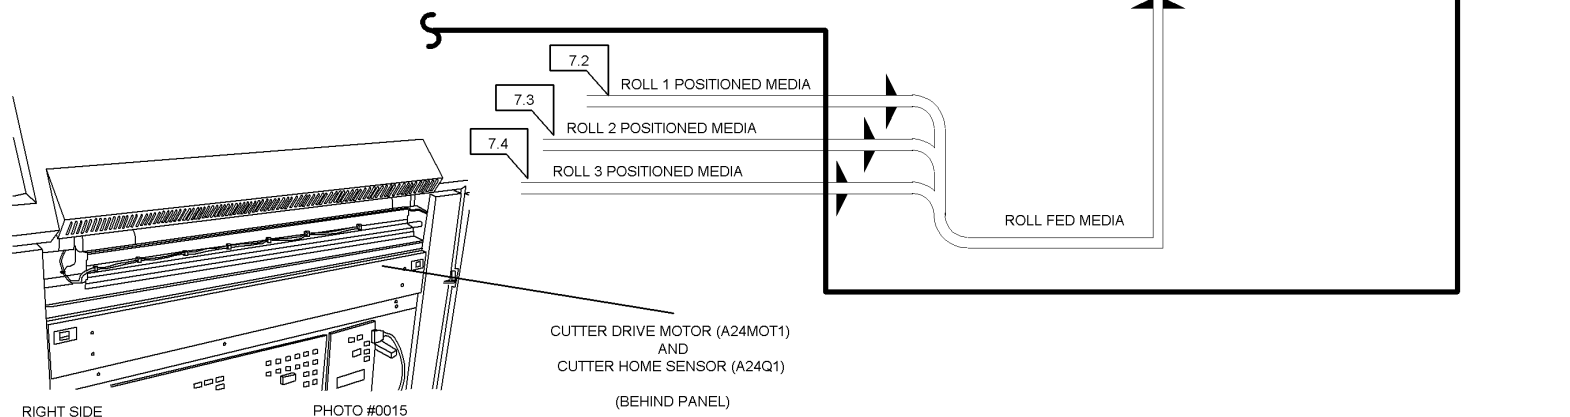 7.2
ROLL 1 POSITIONED MEDIA
7.3
ROLL 2 POSITIONED MEDIA
7.4
ROLL 3 POSITIONED MEDIA
ROLL FED MEDIA
CUTTER DRIVE MOTOR (A24MOT1)
AND
CUTTER HOME SENSOR (A24Q1)
(BEHIND PANEL)
RIGHT SIDE
PHOTO #0015